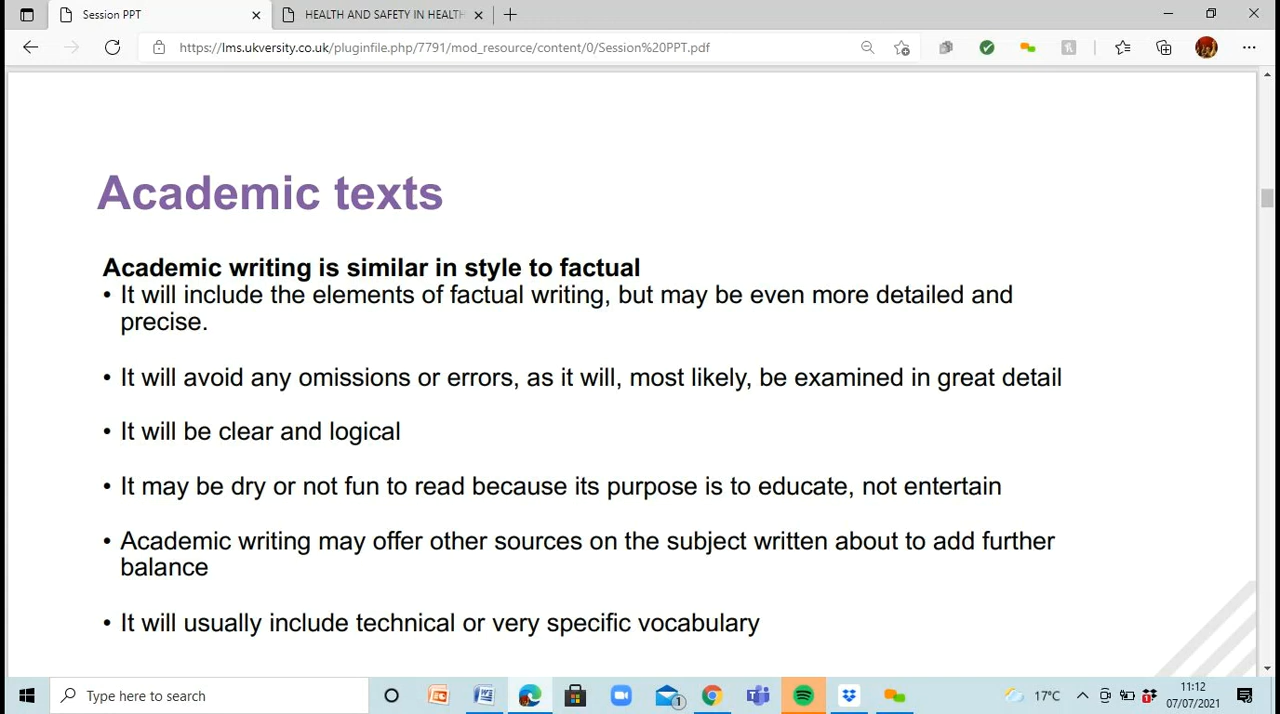 Session PPT
HEALTH AND SAFETY IN HEALTH
https://lms.ukversity.co.uk/pluginfile.php/7791/mod_resource/content/0/Session%20PPT.pdf
Academic texts
Academic writing is similar in style to factual
• It will include the elements of factual writing, but may be even more detailed and
precise.
• It will avoid any omissions or errors, as it will, most likely, be examined in great detail
• It will be clear and logical
• It may be dry or not fun to read because its purpose is to educate, not entertain
• Academic writing may offer other sources on the subject written about to add further
balance
• It will usually include technical or very specific vocabulary
Type here to search
1
17°C
11:12
07/07/2021